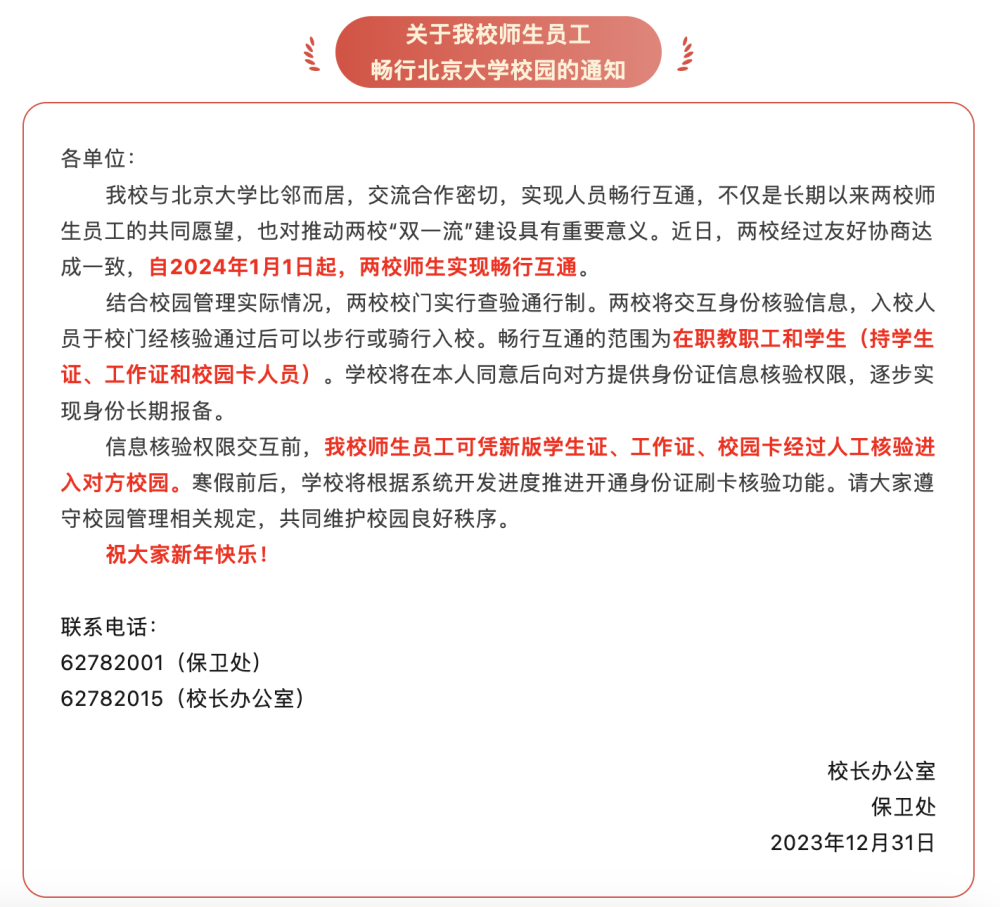 关于我校师生员工
畅行北京大学校园的通知
各单位：
我校与北京大学比邻而居，交流合作密切，实现人员畅行互通，不仅是长期以来两校师
生员工的共同愿望，也对推动两校“双一流”建设具有重要意义。近日，两校经过友好协商达
成一致，自2024年1月1日起，两校师生实现畅行互通。
结合校园管理实际情况，两校校门实行查验通行制。两校将交互身份核验信息，入校人
员于校门经核验通过后可以步行或骑行入校。畅行互通的范围为在职教职工和学生（持学生
证、工作证和校园卡人员）。学校将在本人同意后向对方提供身份证信息核验权限，逐步实
现身份长期报备。
信息核验权限交互前，我校师生员工可凭新版学生证、工作证、校园卡经过人工核验进
入对方校园。寒假前后，学校将根据系统开发进度推进开通身份证刷卡核验功能。请大家遵
守校园管理相关规定，共同维护校园良好秩序。
祝大家新年快乐！
联系电话：
62782001（保卫处）
62782015（校长办公室）
校长办公室
保卫处
2023年12月31日